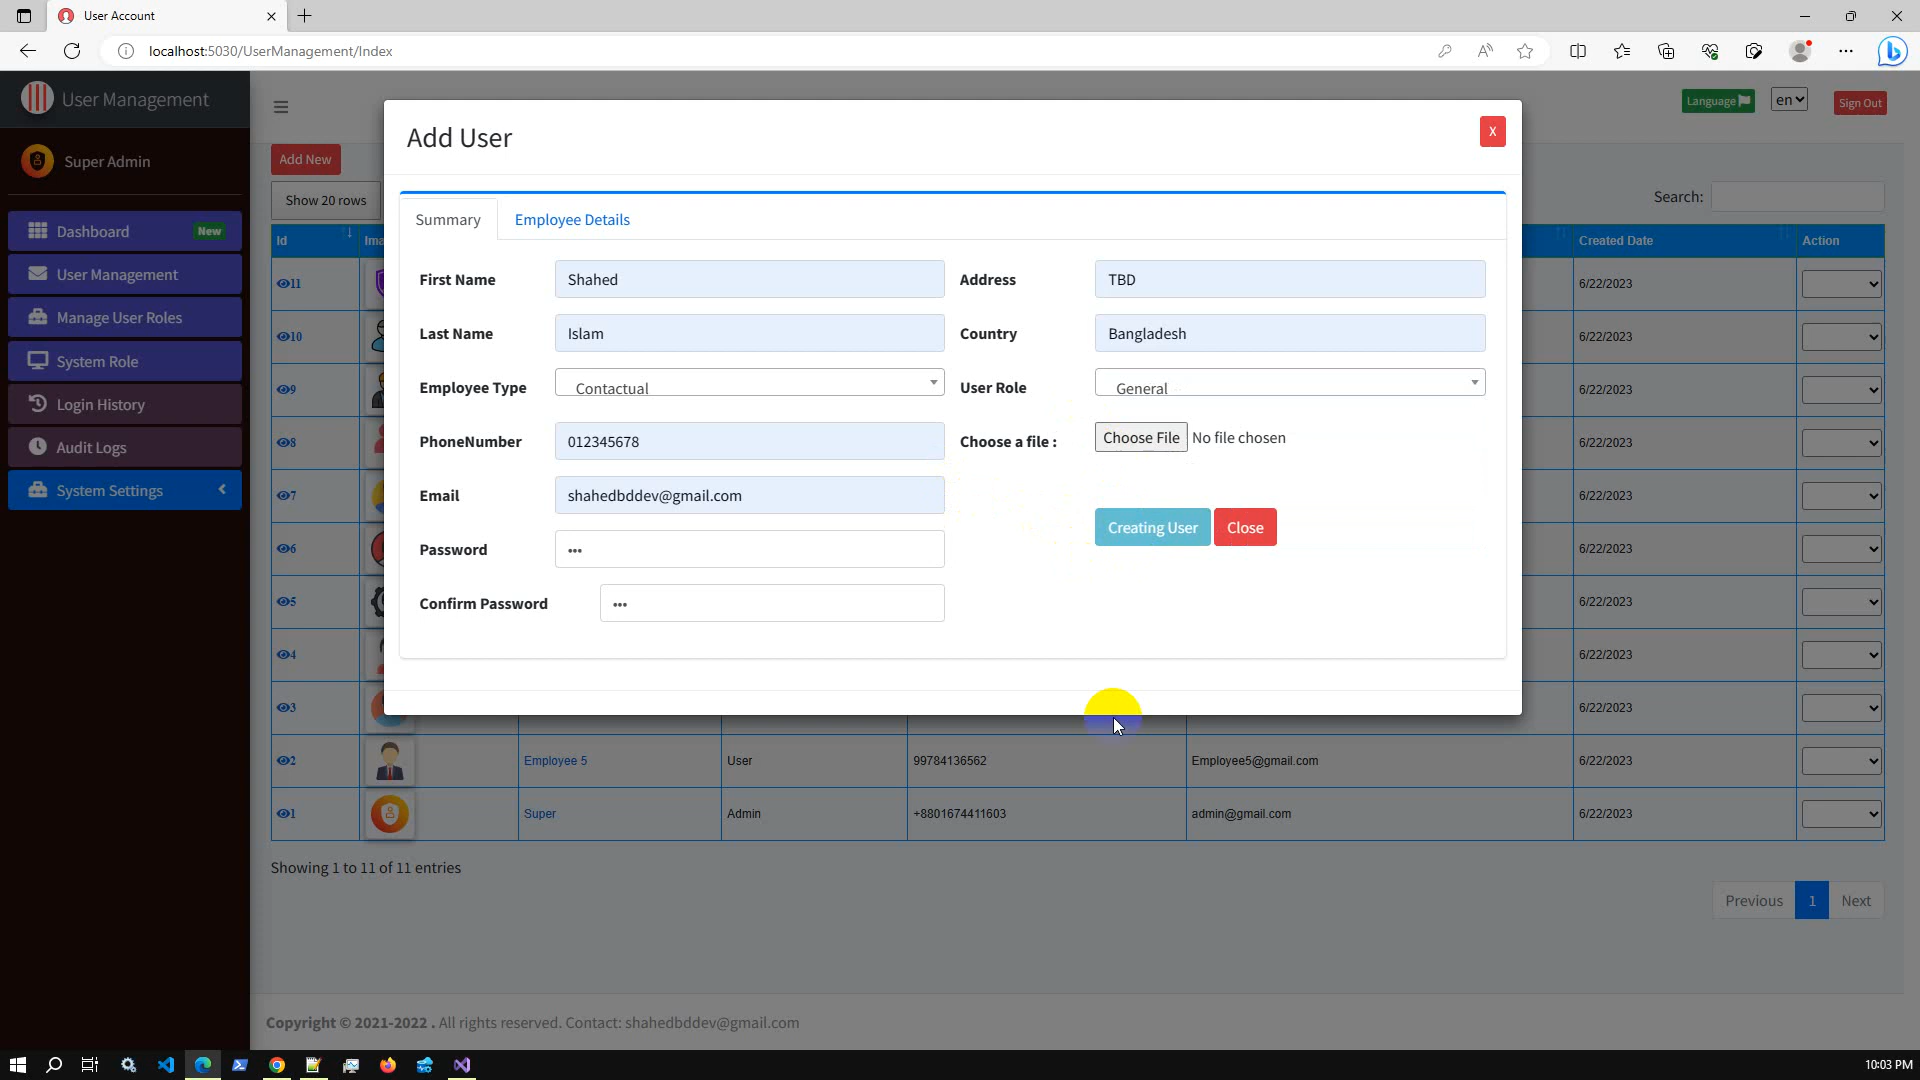 User Account
localhost:5030/UserManagement/Index
User Management
Super Admin
Dashboard New
User Management
Manage User Roles
System Role
Login History
Audit Logs
System Settings
Language en Sign Out
Add New
Show 20 rows
Search:
Id Ima Created Date Action
11 6/22/2023
10 6/22/2023
9 6/22/2023
8 6/22/2023
7 6/22/2023
6 6/22/2023
5 6/22/2023
4 6/22/2023
3 6/22/2023
2 Employee 5 User 99784136562 Employee5@gmail.com 6/22/2023
1 Super Admin +8801674411603 admin@gmail.com 6/22/2023
Showing 1 to 11 of 11 entries
Previous 1 Next
Add User X
Summary Employee Details
First Name Shahed Address TBD
Last Name Islam Country Bangladesh
Employee Type Contactual User Role General
PhoneNumber 012345678 Choose a file : Choose File No file chosen
Email shahedbddev@gmail.com
Creating User Close
Password •••
Confirm Password •••
Copyright © 2021-2022 . All rights reserved. Contact: shahedbddev@gmail.com
10:03 PM